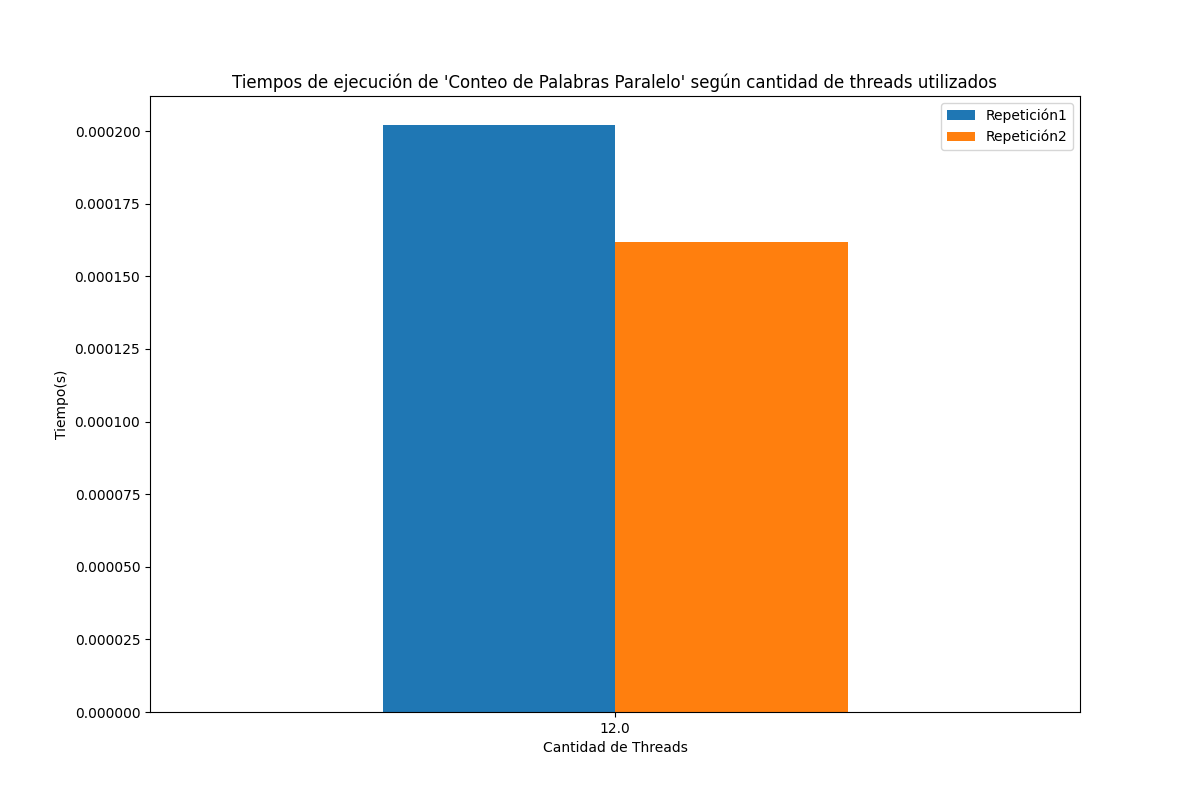 Tiempos de ejecución de 'Conteo de Palabras Paralelo' según cantidad de threads utilizados
Repetición1
Repetición2
0.000200
0.000175
0.000150
0.000125
0.000100
0.000075
0.000050
0.000025
0.000000
Tiempo(s)
12.0
Cantidad de Threads